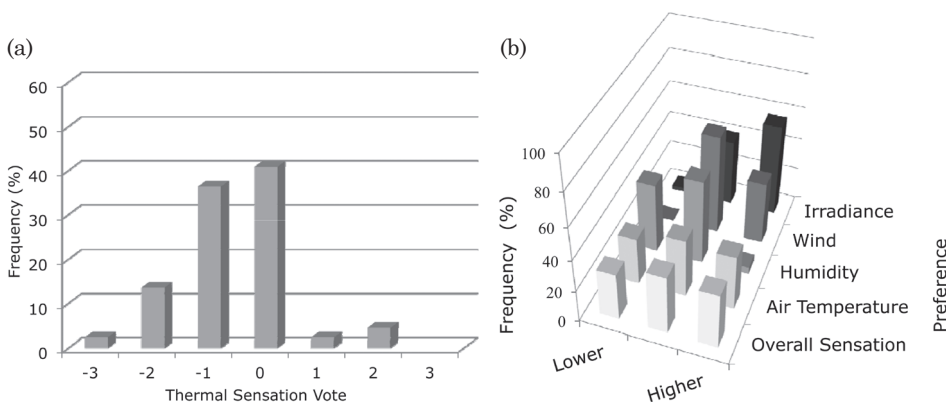 (a)
Frequency (%)
60
50
40
30
20
10
0
-3 -2 -1 0 1 2 3
Thermal Sensation Vote
(b)
Frequency (%)
100
80
60
40
20
0
Lower
Higher
Irradiance
Wind
Humidity
Air Temperature
Overall Sensation
Preference